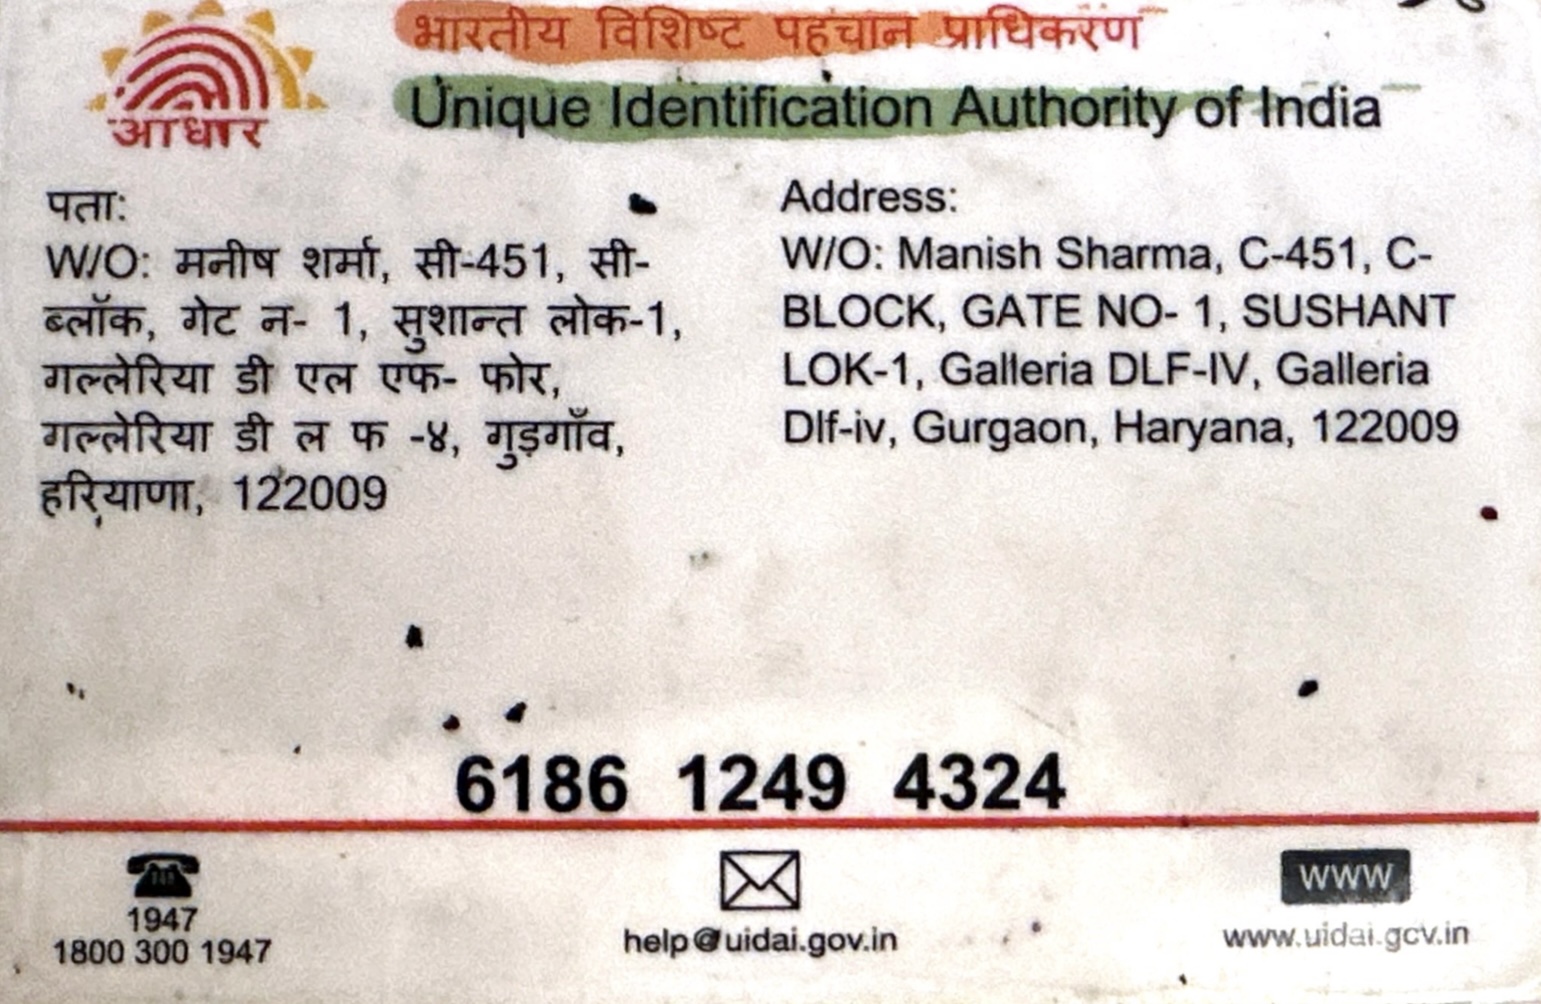 आधार
भारतीय विशिष्ट पहचान प्राधिकरण
Unique Identification Authority of India
पता:
W/O: मनीष शर्मा, सी-451, सी-
ब्लॉक, गेट न- 1, सुशान्त लोक-1,
गल्लेरिया डी एल एफ- फोर,
गल्लेरिया डी ल फ -४, गुड़गाँव,
हरियाणा, 122009
Address:
W/O: Manish Sharma, C-451, C-
BLOCK, GATE NO- 1, SUSHANT
LOK-1, Galleria DLF-IV, Galleria
Dlf-iv, Gurgaon, Haryana, 122009
6186 1249 4324
1947
1800 300 1947
help@uidai.gov.in
www
www.uidai.gov.in